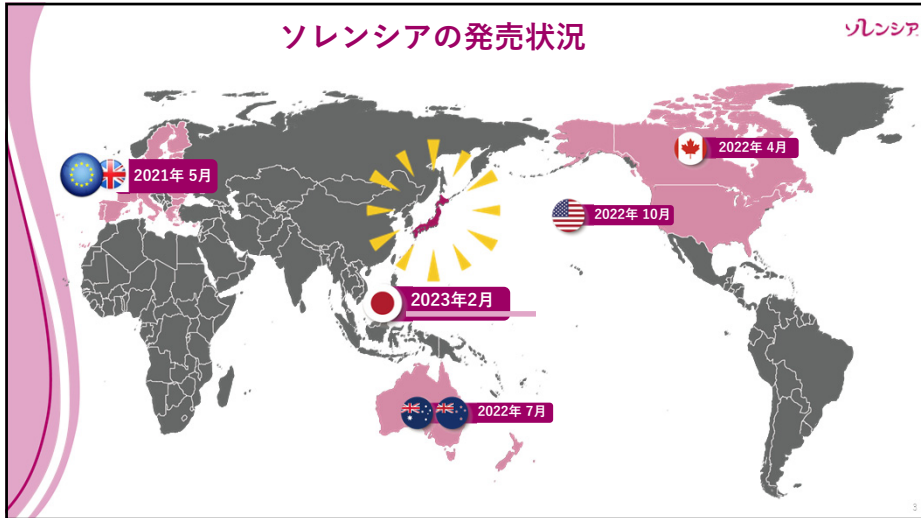 ソレンシアの発売状況
ソレンシア
2022年 4月
2021年 5月
2022年 10月
2023年2月
2022年 7月
3